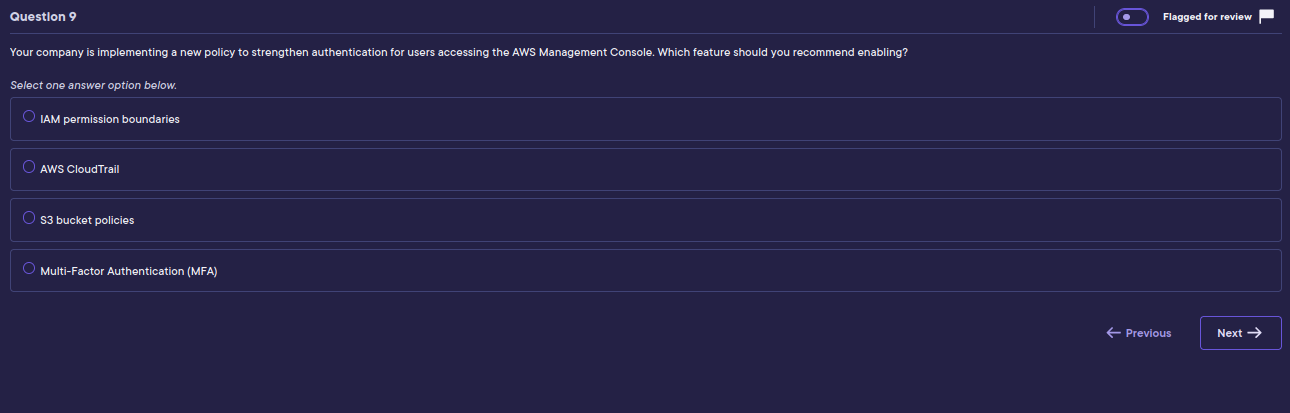 Question 9
Flagged for review
Your company is implementing a new policy to strengthen authentication for users accessing the AWS Management Console. Which feature should you recommend enabling?
Select one answer option below.
IAM permission boundaries
AWS CloudTrail
S3 bucket policies
Multi-Factor Authentication (MFA)
Previous
Next